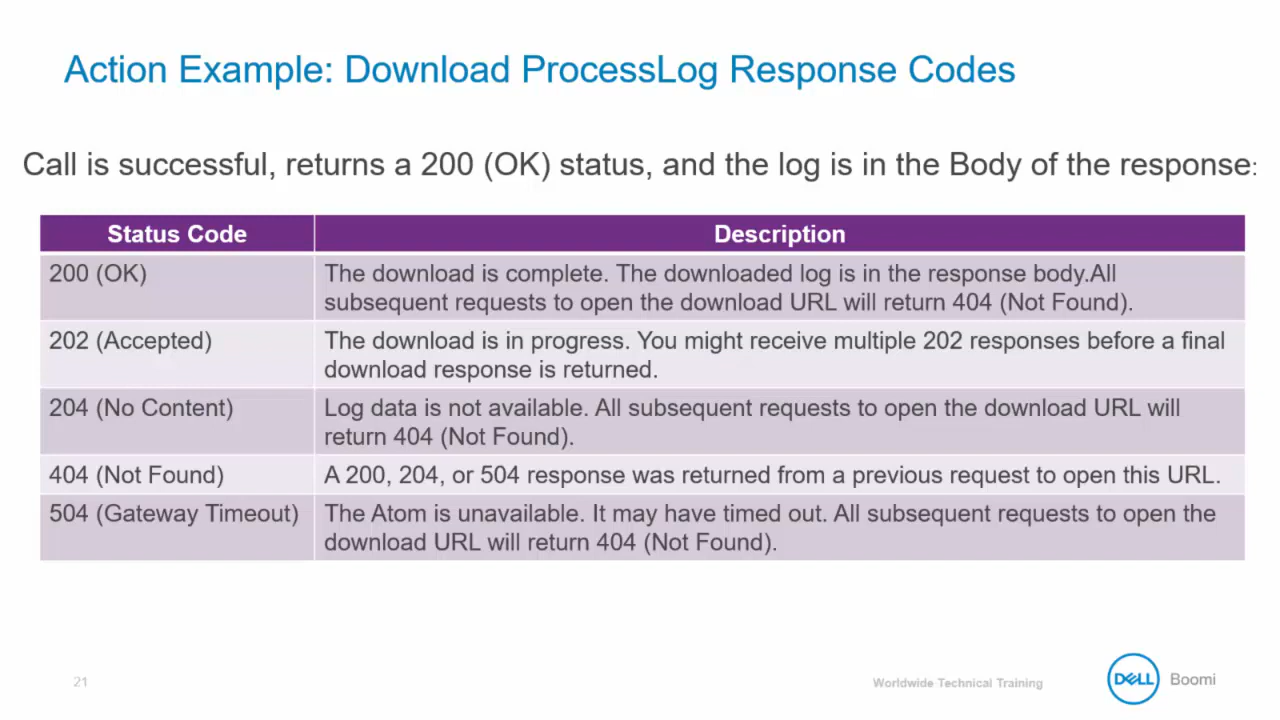 Action Example: Download ProcessLog Response Codes
Call is successful, returns a 200 (OK) status, and the log is in the Body of the response:
Status Code
Description
200 (OK)
The download is complete. The downloaded log is in the response body.All
subsequent requests to open the download URL will return 404 (Not Found).
202 (Accepted)
The download is in progress. You might receive multiple 202 responses before a final
download response is returned.
204 (No Content)
Log data is not available. All subsequent requests to open the download URL will
return 404 (Not Found).
404 (Not Found)
A 200, 204, or 504 response was returned from a previous request to open this URL.
504 (Gateway Timeout)
The Atom is unavailable. It may have timed out. All subsequent requests to open the
download URL will return 404 (Not Found).
21
Worldwide Technical Training
DELL
Boomi